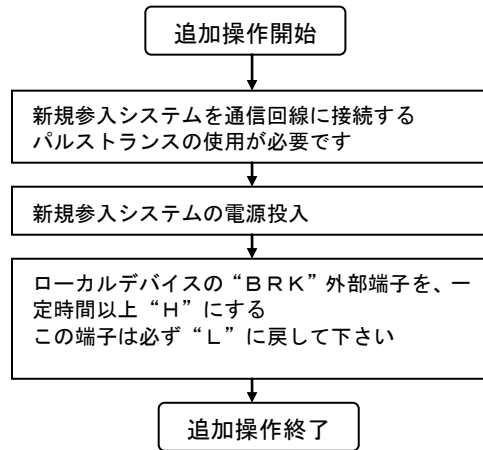 追加操作開始
新規参入システムを通信回線に接続する
パルストランスの使用が必要です
新規参入システムの電源投入
ローカルデバイスの“ＢＲＫ”外部端子を、一
定時間以上“Ｈ”にする
この端子は必ず“Ｌ”に戻して下さい
追加操作終了